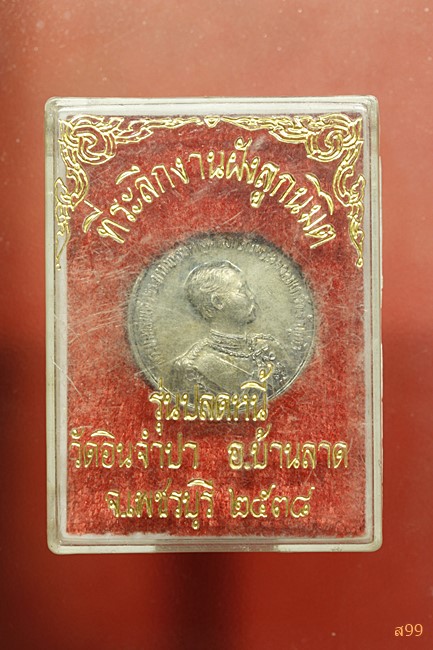 ที่ระลึกงานฝังลูกนิมิต
รุ่นปลดหนี้
วัดอินจำปา อ.บ้านลาด
จ.เพชรบุรี ๒๕๓๘
ส99